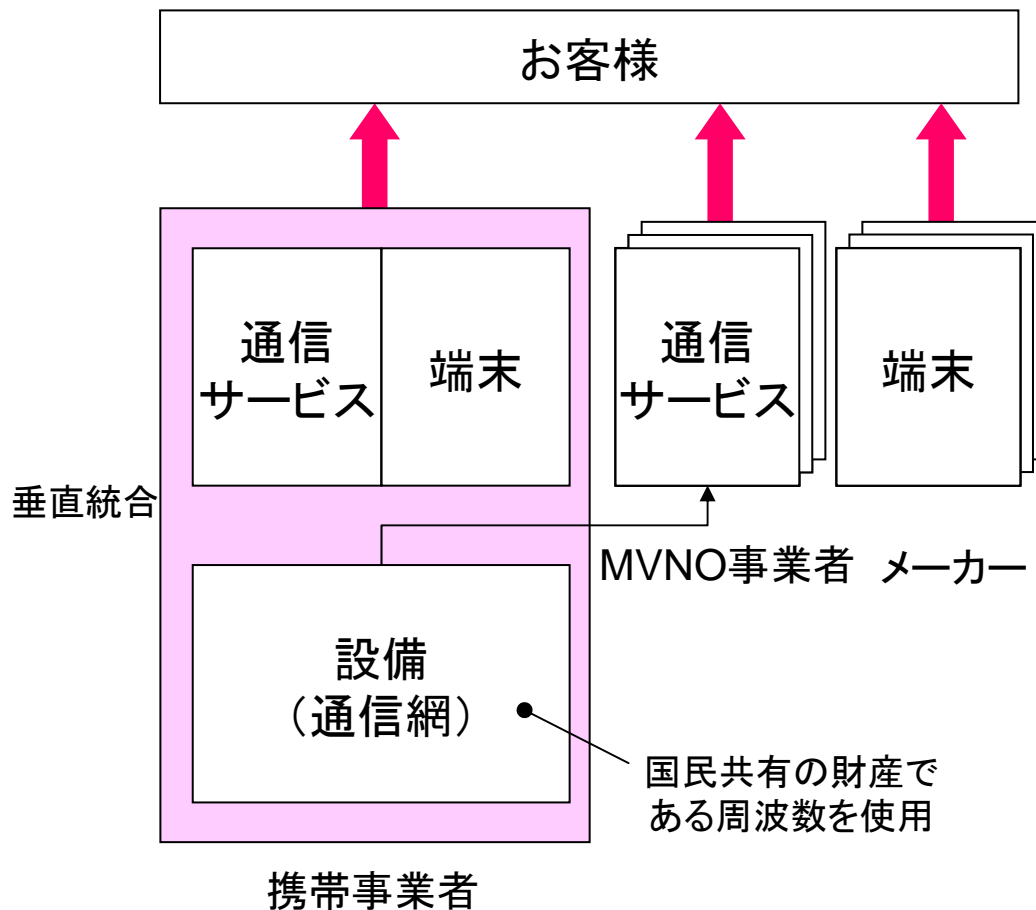 お客様
通信
サービス
端末
通信
サービス
端末
垂直統合
MVNO事業者
メーカー
設備
（通信網）
国民共有の財産で
ある周波数を使用
携帯事業者